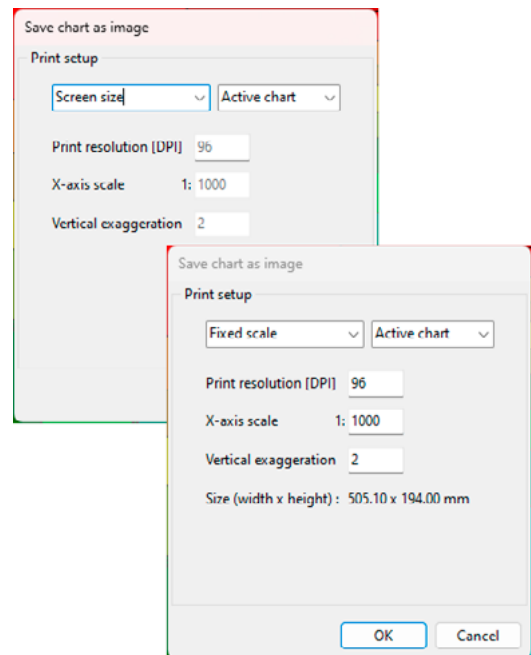 Save chart as image
Print setup
Screen size Active chart
Print resolution [DPI] 96
X-axis scale 1: 1000
Vertical exaggeration 2
Save chart as image
Print setup
Fixed scale Active chart
Print resolution [DPI] 96
X-axis scale 1: 1000
Vertical exaggeration 2
Size (width x height) : 505.10 x 194.00 mm
OK Cancel